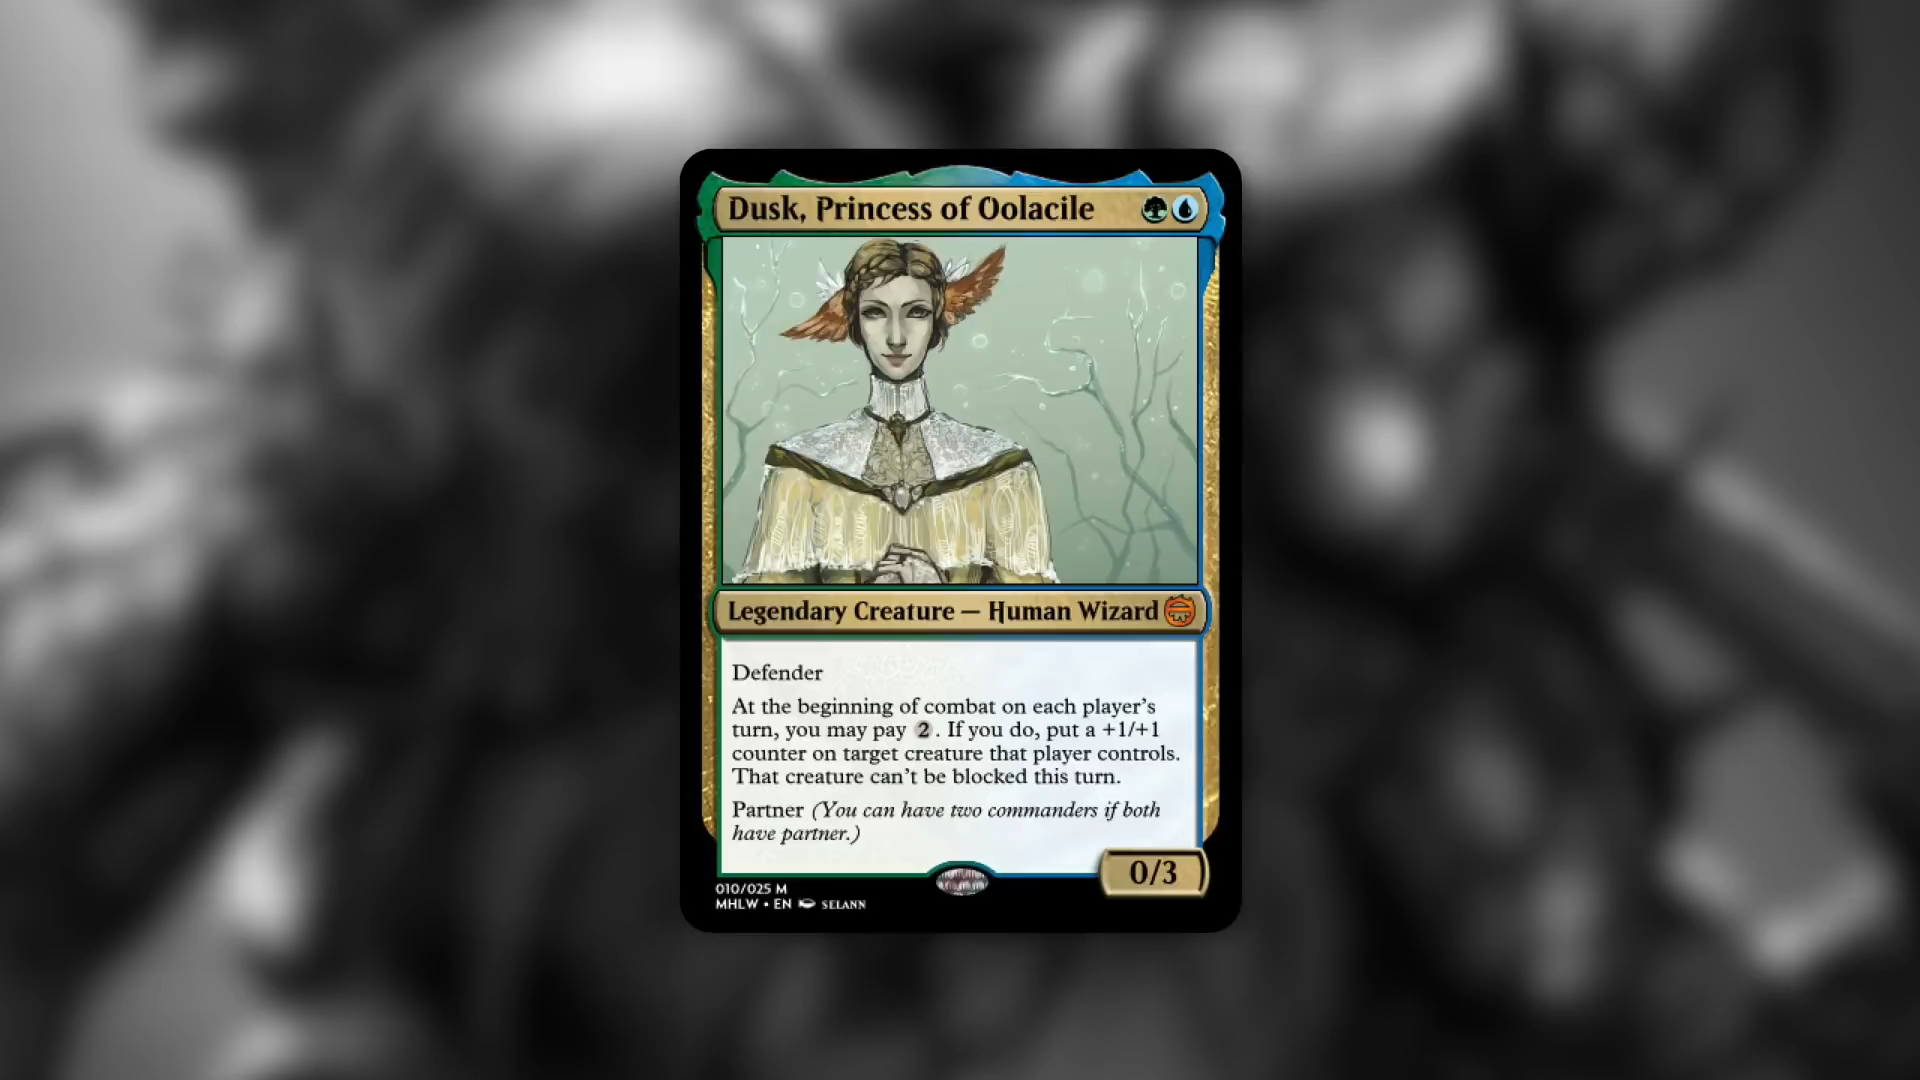 Dusk, Princess of Oolacile
Legendary Creature — Human Wizard
Defender
At the beginning of combat on each player's
turn, you may pay 2. If you do, put a +1/+1
counter on target creature that player controls.
That creature can't be blocked this turn.
Partner (You can have two commanders if both
have partner.)
0/3
010/025 M
MHLW • EN SELANN